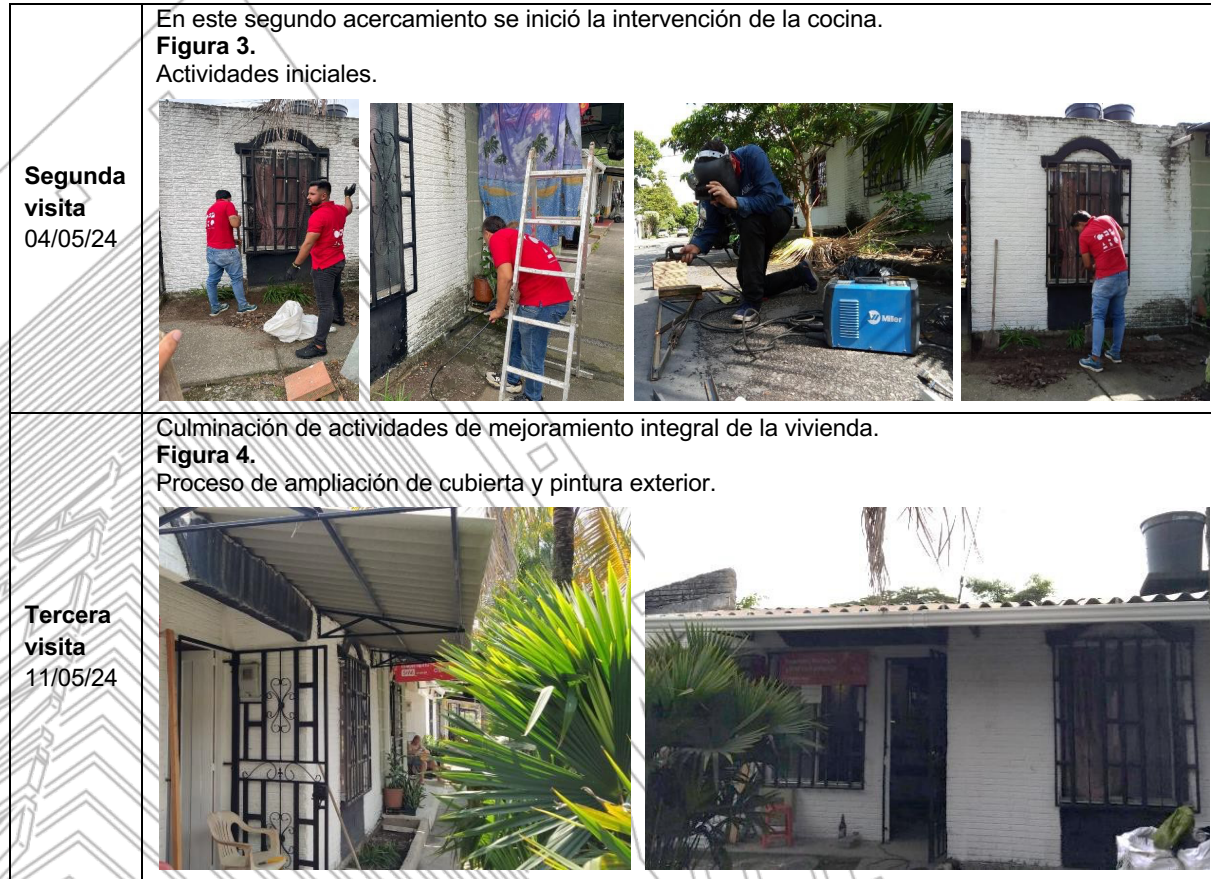 En este segundo acercamiento se inició la intervención de la cocina.
Figura 3.
Actividades iniciales.
Segunda
visita
04/05/24
Miller
Culminación de actividades de mejoramiento integral de la vivienda.
Figura 4.
Proceso de ampliación de cubierta y pintura exterior.
Tercera
visita
11/05/24